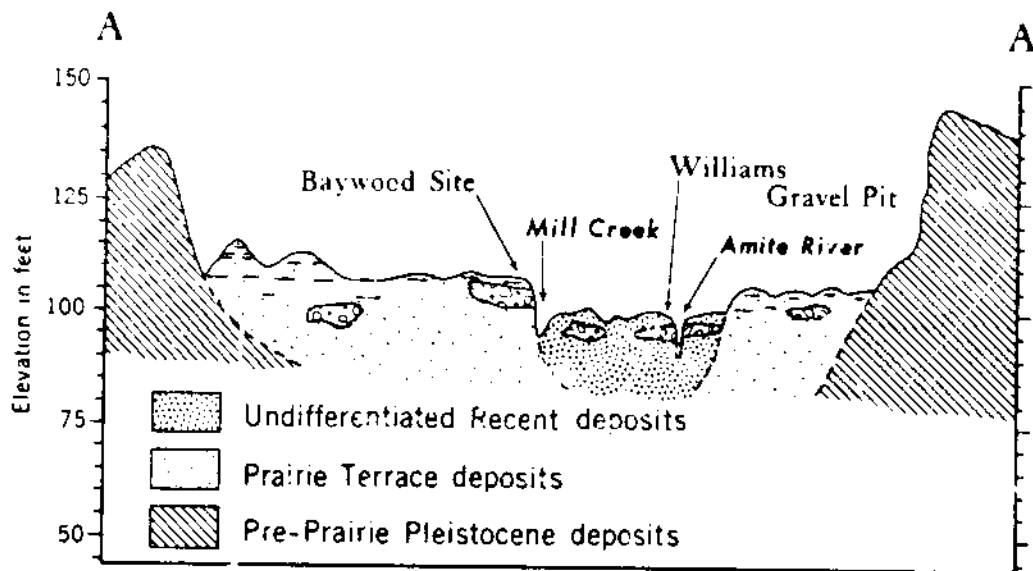 A A
150
Elevation in feet
Baywood Site
Williams
Gravel Pit
125
Mill Creek
Amite River
100
Undifferentiated Recent deposits
75
Prairie Terrace deposits
Pre-Prairie Pleistocene deposits
50